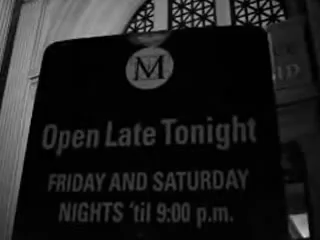 M
Open Late Tonight
FRIDAY AND SATURDAY
NIGHTS 'til 9:00 p.m.